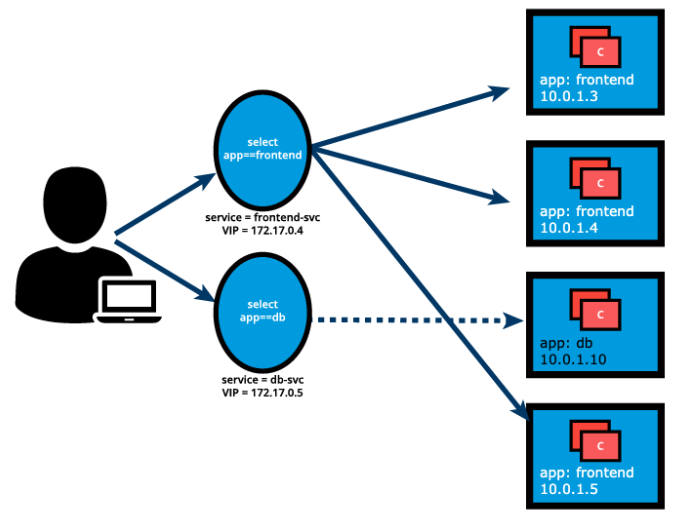 select
app==frontend
service = frontend-svc
VIP = 172.17.0.4
select
app==db
service = db-svc
VIP = 172.17.0.5
C
app: frontend
10.0.1.3
C
app: frontend
10.0.1.4
C
app: db
10.0.1.10
C
app: frontend
10.0.1.5